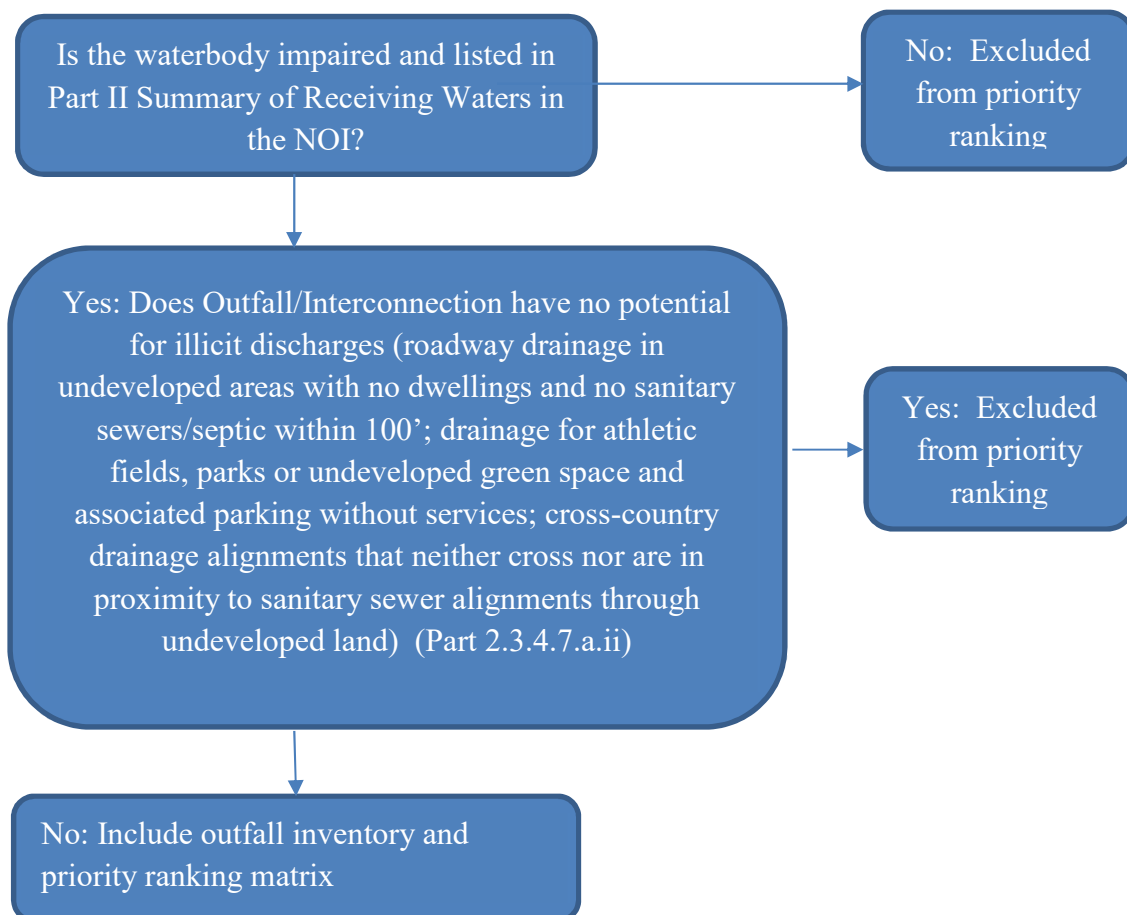 Is the waterbody impaired and listed in
Part II Summary of Receiving Waters in
the NOI?
No:  Excluded
from priority
ranking
Yes: Does Outfall/Interconnection have no potential
for illicit discharges (roadway drainage in
undeveloped areas with no dwellings and no sanitary
sewers/septic within 100’; drainage for athletic
fields, parks or undeveloped green space and
associated parking without services; cross-country
drainage alignments that neither cross nor are in
proximity to sanitary sewer alignments through
undeveloped land)  (Part 2.3.4.7.a.ii)
Yes:  Excluded
from priority
ranking
No: Include outfall inventory and
priority ranking matrix